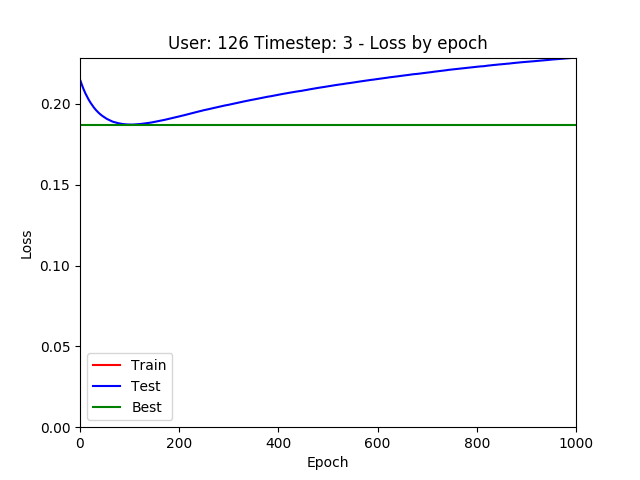 User: 126 Timestep: 3 - Loss by epoch
0.20
0.15
0.10
0.05
0.00
Loss
Train
Test
Best
0 200 400 600 800 1000
Epoch